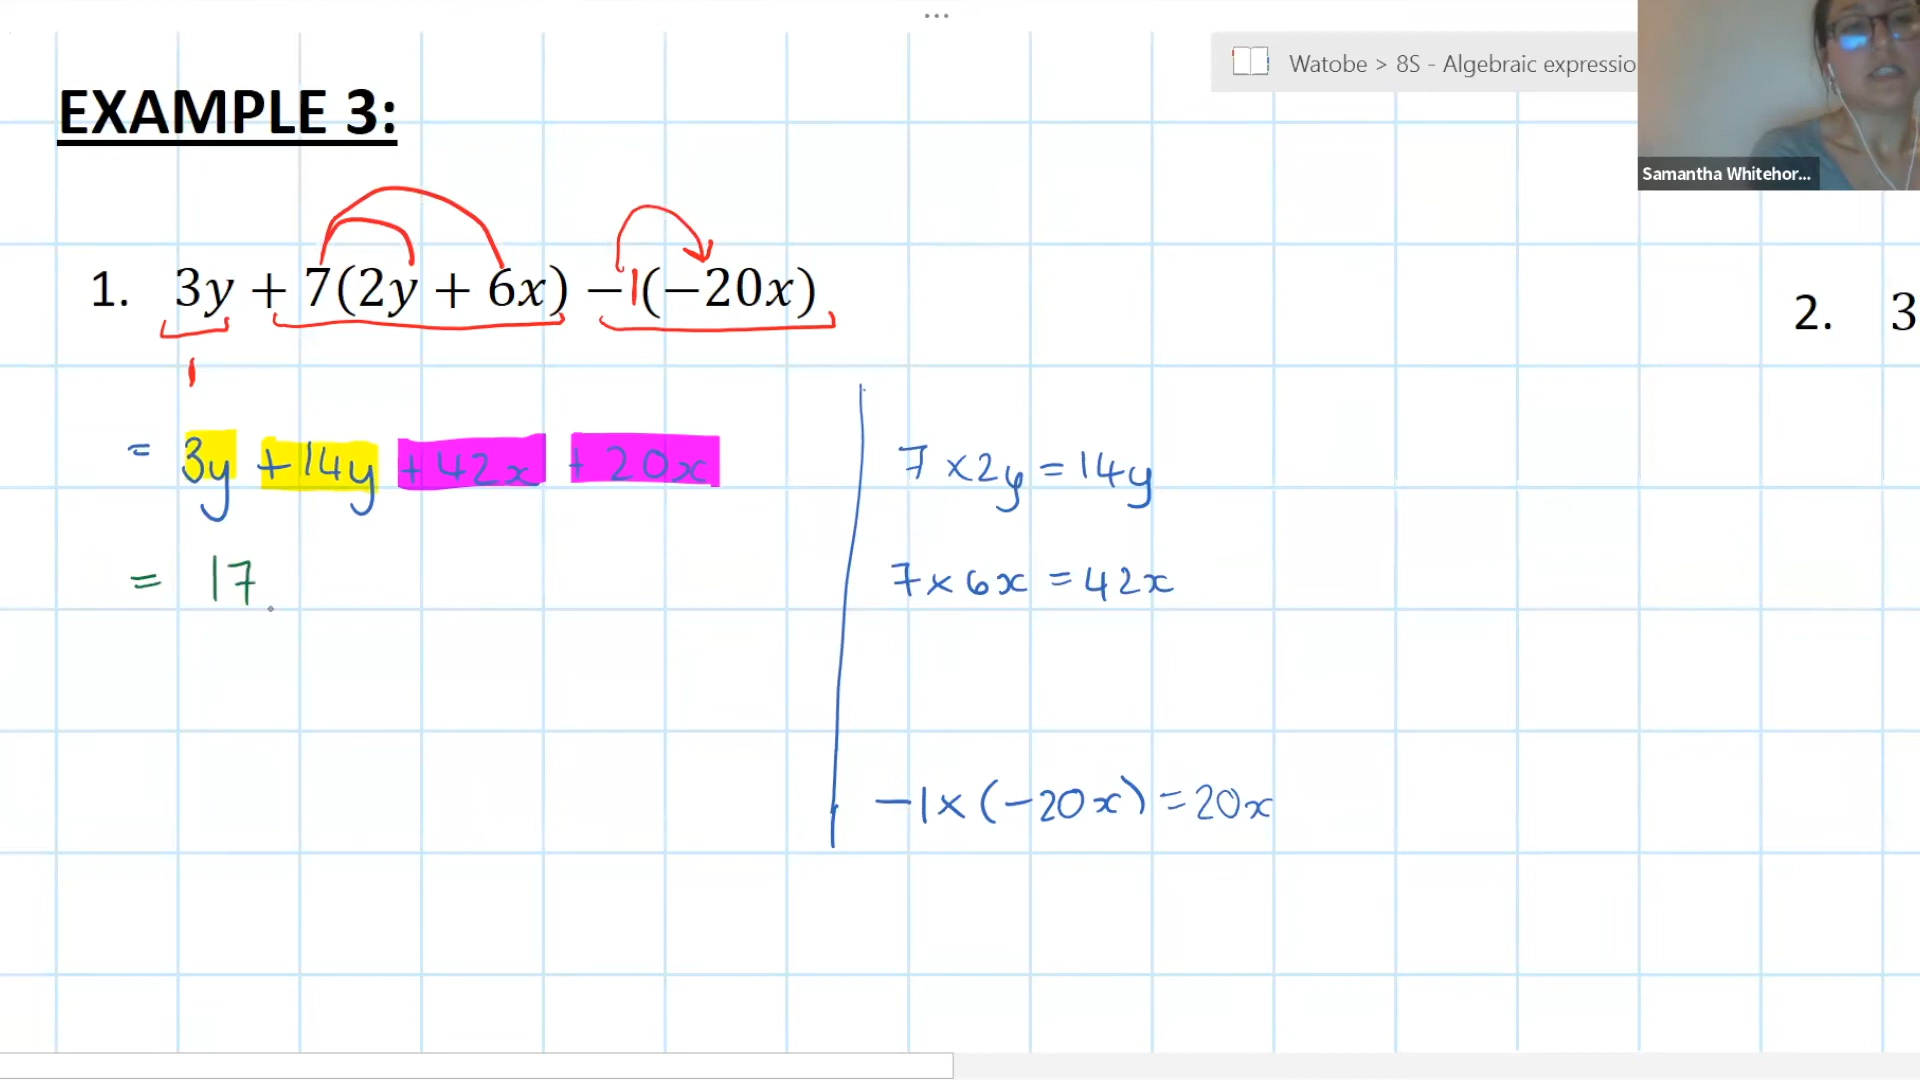 ...
Watobe > 8S - Algebraic expressio
Samantha Whitehor...
EXAMPLE 3:
1. 3y + 7(2y + 6x) −1(−20x)
2. 3
1
= 3y +14y +42x + 20x
= 17
7 ×2y = 14y
7 × 6x = 42x
−1 × (−20x) = 20x